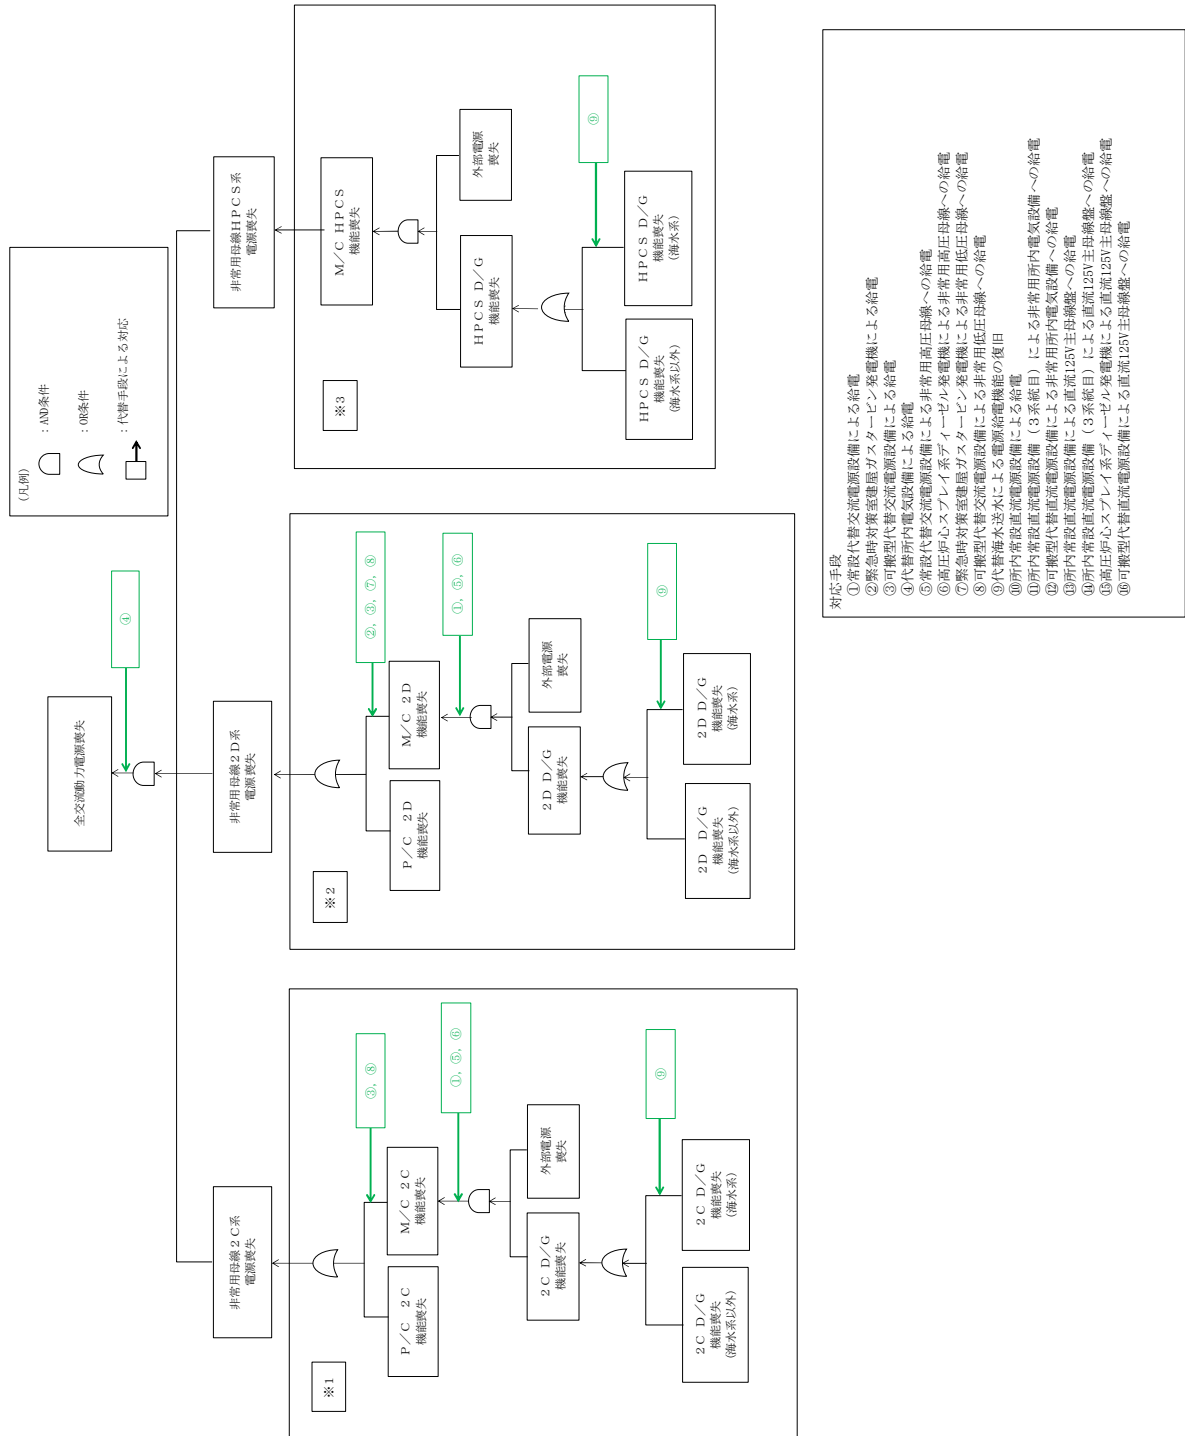 全交流動力電源喪失
④
(凡例)
：AND条件
：OR条件
：代替手段による対応
非常用母線２Ｃ系
電源喪失
非常用母線２Ｄ系
電源喪失
非常用母線ＨＰＣＳ系
電源喪失
※１
Ｐ／Ｃ ２Ｃ
機能喪失
Ｍ／Ｃ ２Ｃ
機能喪失
③，⑧
①，⑤，⑥
２Ｃ Ｄ／Ｇ
機能喪失
外部電源
喪失
２Ｃ Ｄ／Ｇ
機能喪失
(海水系以外)
２Ｃ Ｄ／Ｇ
機能喪失
(海水系)
⑨
※２
Ｐ／Ｃ ２Ｄ
機能喪失
Ｍ／Ｃ ２Ｄ
機能喪失
②，③，⑦，⑧
①，⑤，⑥
２Ｄ Ｄ／Ｇ
機能喪失
外部電源
喪失
２Ｄ Ｄ／Ｇ
機能喪失
(海水系以外)
２Ｄ Ｄ／Ｇ
機能喪失
(海水系)
⑨
※３
Ｍ／Ｃ ＨＰＣＳ
機能喪失
ＨＰＣＳ Ｄ／Ｇ
機能喪失
外部電源
喪失
ＨＰＣＳ Ｄ／Ｇ
機能喪失
(海水系以外)
ＨＰＣＳ Ｄ／Ｇ
機能喪失
(海水系)
⑨
対応手段
①常設代替交流電源設備による給電
②緊急時対策室建屋ガスタービン発電機による給電
③可搬型代替交流電源設備による給電
④代替所内電気設備による給電
⑤常設代替交流電源設備による非常用高圧母線への給電
⑥高圧炉心スプレイ系ディーゼル発電機による非常用高圧母線への給電
⑦緊急時対策室建屋ガスタービン発電機による非常用低圧母線への給電
⑧可搬型代替交流電源設備による非常用低圧母線への給電
⑨代替海水送水による電源給電機能の復旧
⑩所内常設直流電源設備による給電
⑪所内常設直流電源設備（３系統目）による非常用所内電気設備への給電
⑫可搬型代替直流電源設備による非常用所内電気設備への給電
⑬所内常設直流電源設備による直流125V主母線盤への給電
⑭所内常設直流電源設備（３系統目）による直流125V主母線盤への給電
⑮高圧炉心スプレイ系ディーゼル発電機による直流125V主母線盤への給電
⑯可搬型代替直流電源設備による直流125V主母線盤への給電